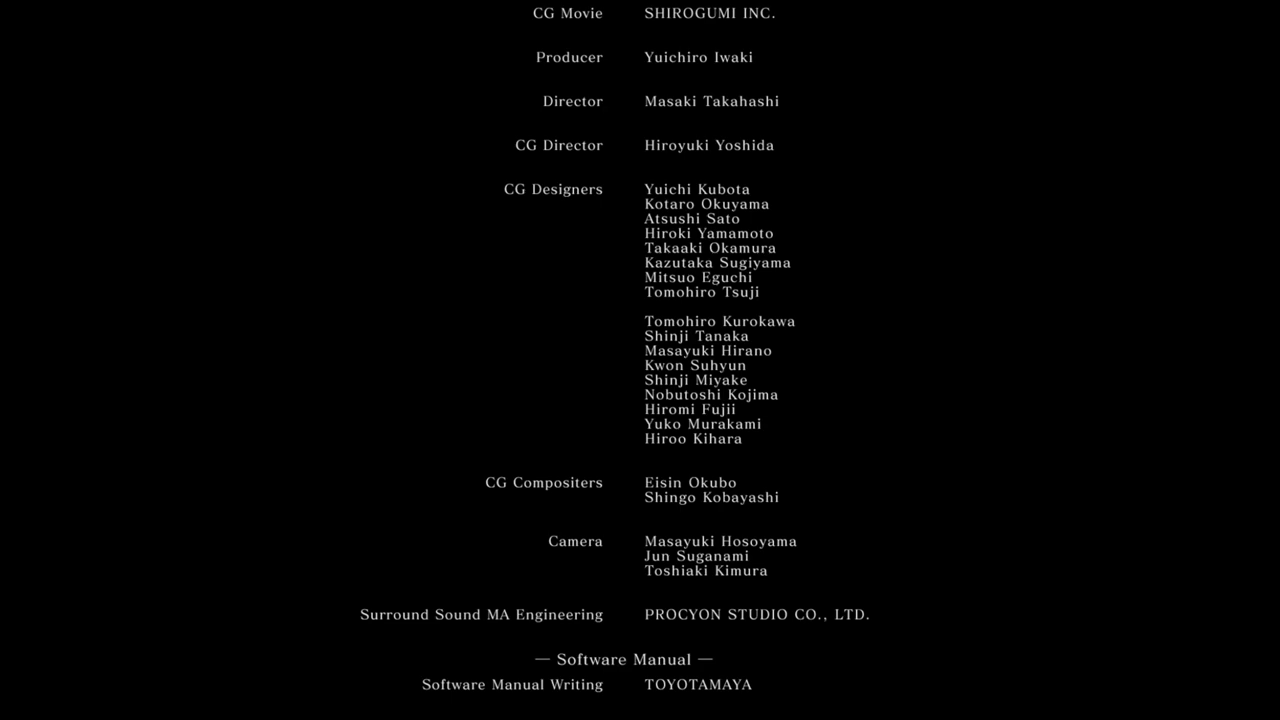 CG Movie SHIROGUMI INC.
Producer Yuichiro Iwaki
Director Masaki Takahashi
CG Director Hiroyuki Yoshida
CG Designers Yuichi Kubota
Kotaro Okuyama
Atsushi Sato
Hiroki Yamamoto
Takaaki Okamura
Kazutaka Sugiyama
Mitsuo Eguchi
Tomohiro Tsuji
Tomohiro Kurokawa
Shinji Tanaka
Masayuki Hirano
Kwon Suhyun
Shinji Miyake
Nobutoshi Kojima
Hiromi Fujii
Yuko Murakami
Hiroo Kihara
CG Compositers Eisin Okubo
Shingo Kobayashi
Camera Masayuki Hosoyama
Jun Suganami
Toshiaki Kimura
Surround Sound MA Engineering PROCYON STUDIO CO., LTD.
— Software Manual —
Software Manual Writing TOYOTAMAYA